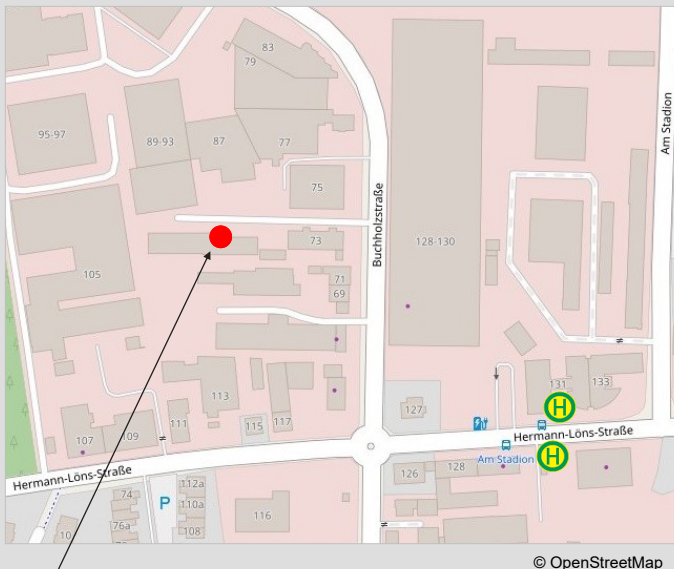 83
79
95-97
89-93
87
77
75
Am Stadion
Buchholzstraße
128-130
73
105
71
69
131
133
113
127
111
115
117
107
109
H
Hermann-Löns-Straße
Am Stadion
H
126
128
Hermann-Löns-Straße
74
112a
P
110a
76a
116
108
10
© OpenStreetMap